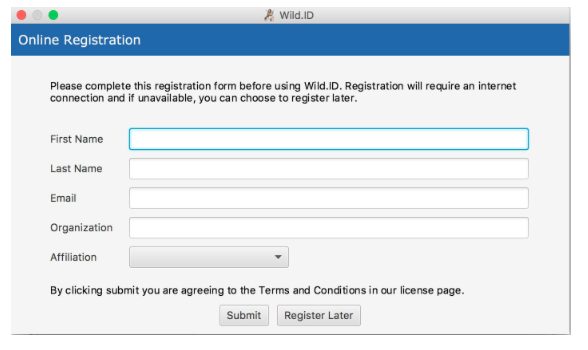 Wild.ID
Online Registration
Please complete this registration form before using Wild.ID. Registration will require an internet
connection and if unavailable, you can choose to register later.
First Name
Last Name
Email
Organization
Affiliation
By clicking submit you are agreeing to the Terms and Conditions in our license page.
Submit Register Later